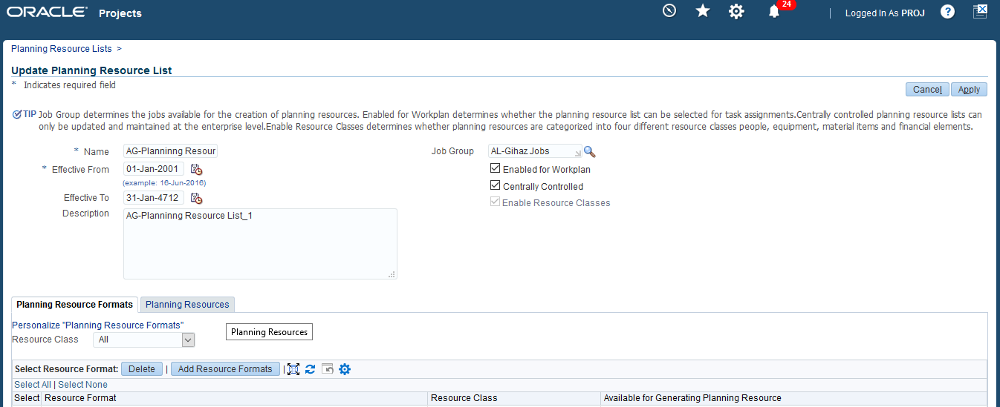 ORACLE Projects 24 Logged In As PROJ ?
Planning Resource Lists >
Update Planning Resource List
* Indicates required field
Cancel Apply
TIP Job Group determines the jobs available for the creation of planning resources. Enabled for Workplan determines whether the planning resource list can be selected for task assignments.Centrally controlled planning resource lists can
only be updated and maintained at the enterprise level.Enable Resource Classes determines whether planning resources are categorized into four different resource classes people, equipment, material items and financial elements.
* Name AG-Planninng Resour Job Group AL-Gihaz Jobs
* Effective From 01-Jan-2001 Enabled for Workplan
(example: 16-Jun-2016)
Centrally Controlled
Effective To 31-Jan-4712
Enable Resource Classes
Description AG-Planninng Resource List_1
Planning Resource Formats Planning Resources
Personalize "Planning Resource Formats"
Planning Resources
Resource Class All
Select Resource Format: Delete | Add Resource Formats |
Select All | Select None
Select Resource Format Resource Class Available for Generating Planning Resource